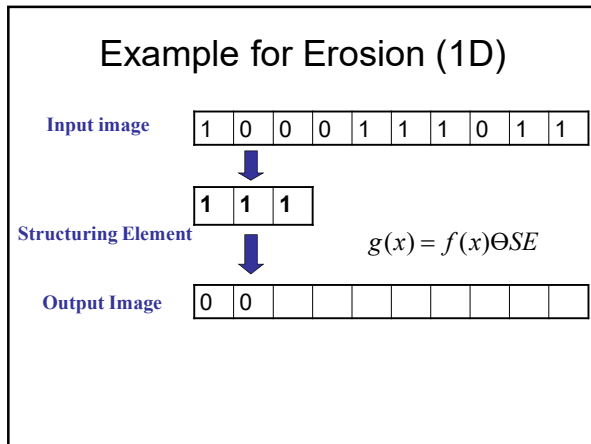 Example for Erosion (1D)
Input image 1 0 0 0 1 1 1 0 1 1
1 1 1
Structuring Element
g(x) = f(x)ΘSE
Output Image 0 0